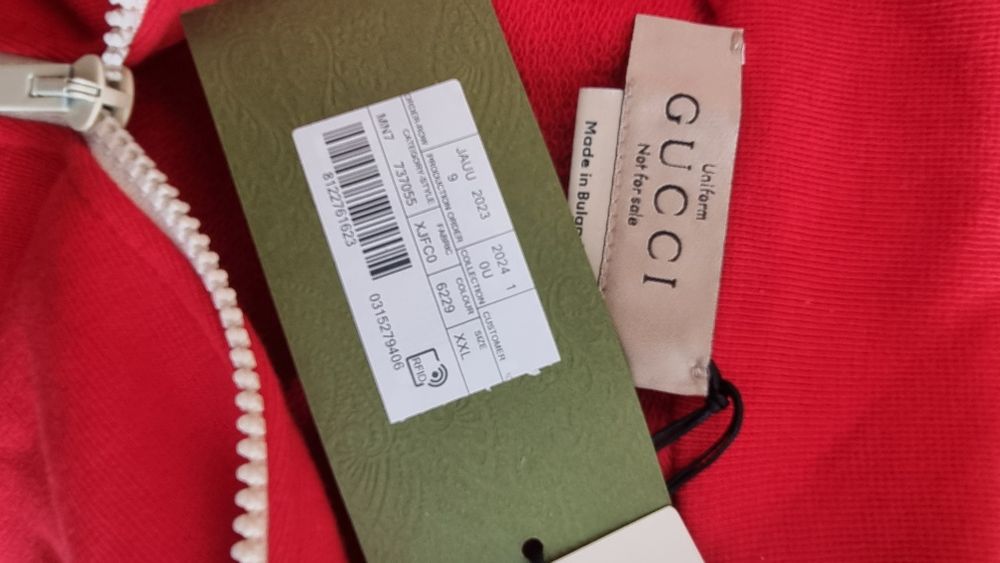 ORDER-ROW
PRODUCTION ORDER
COLLECTION
CUSTOMER
JAUU 2023
9
2024 1
0U
CATEGORY-STYLE
FABRIC
COLOUR
SIZE
MN7 737055
XJFC0
6229
XXL
8122761623
0315279406
RFID
Made in Bulga
Uniform
GUCCI
Not for sale